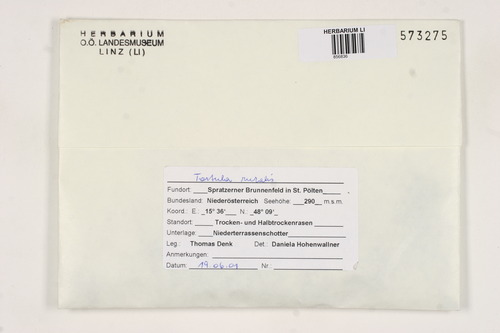 HERBARIUM
O.Ö. LANDESMUSEUM
LINZ (LI)
HERBARIUM LI
573275
Tortula ruralis
Fundort: Spratzerner Brunnenfeld in St. Pölten
Bundesland: Niederösterreich Seehöhe: 290 m.s.m.
Koord. E.: 15° 36' N.: 48° 09'
Standort: Trocken- und Halbtrockenrasen
Unterlage: Niederterrassenschotter
Leg.: Thomas Denk Det.: Daniela Hohenwallner
Anmerkungen:
Datum: 19.06.01 Nr.: